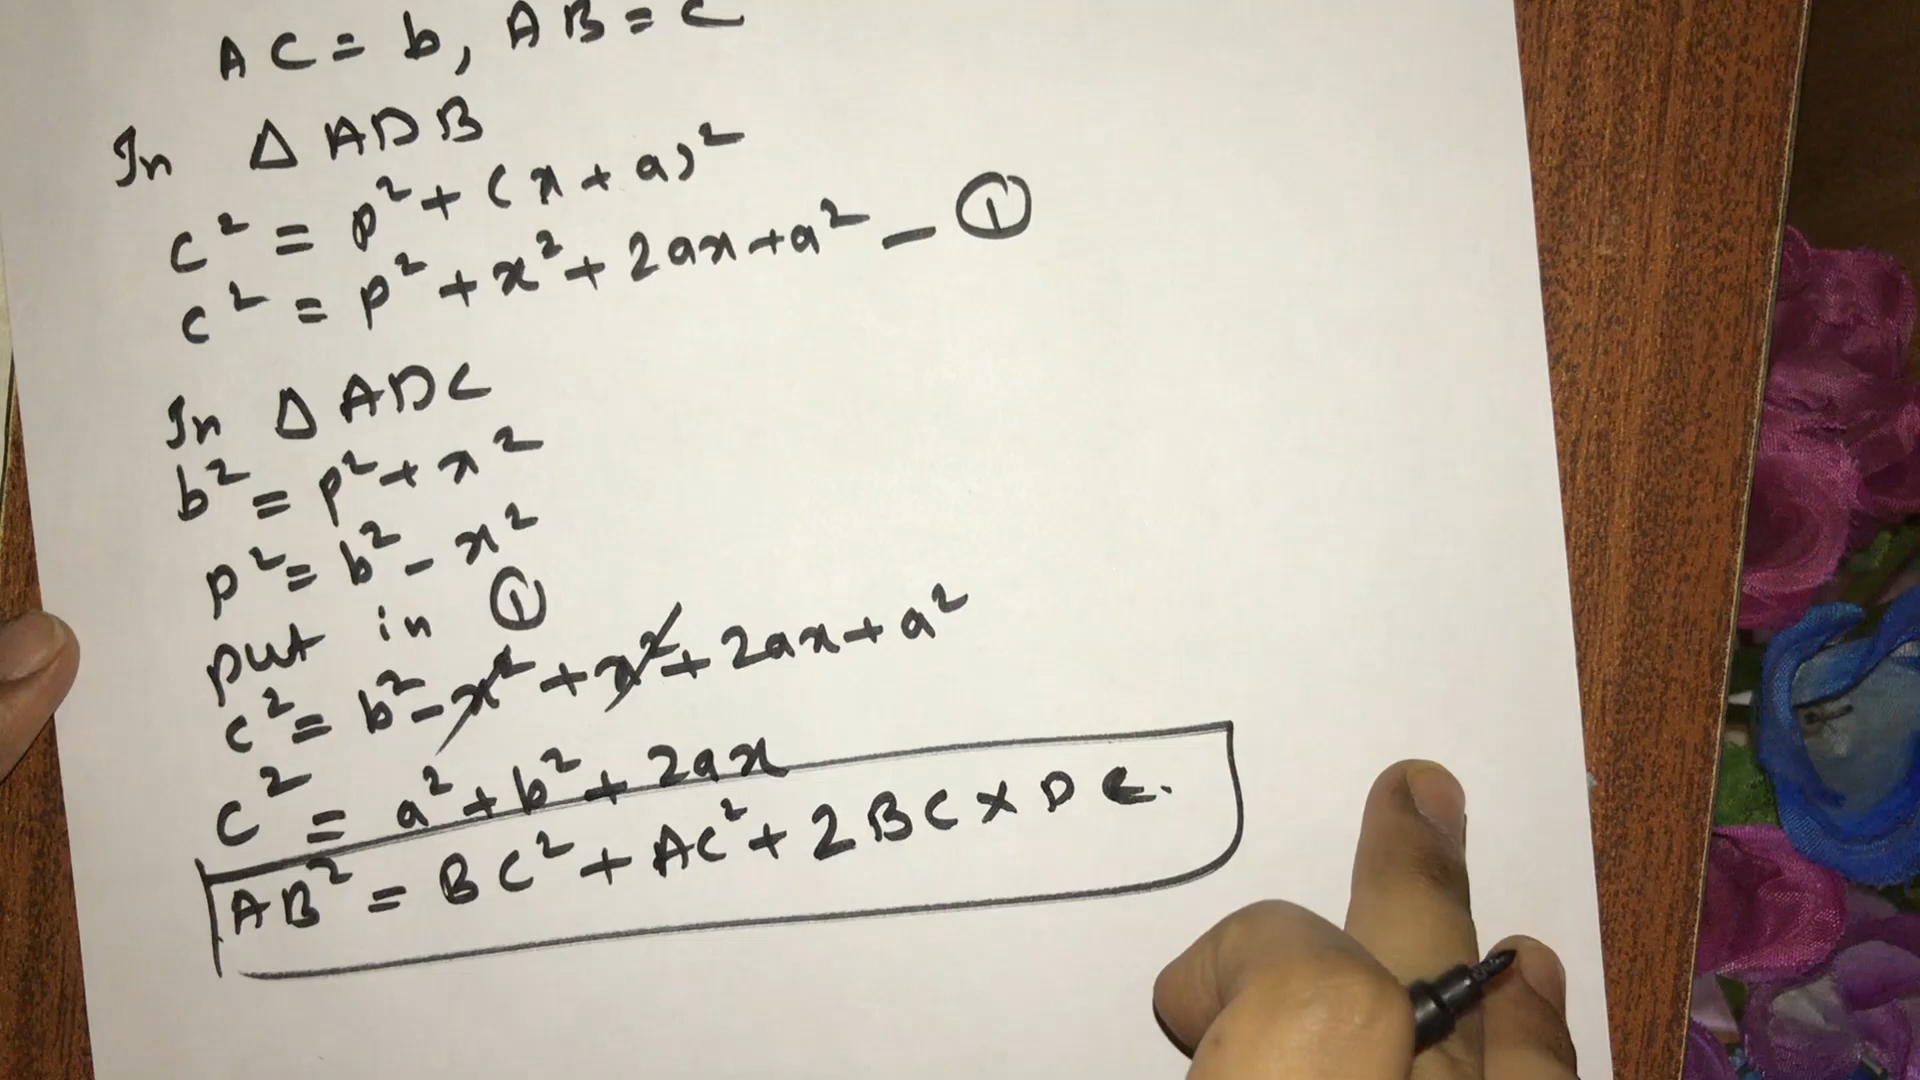 AC = b, AB = c
In Δ ADB
c² = p² + (x + a)²
c² = p² + x² + 2ax + a² — ①
In Δ ADC
b² = p² + x²
p² = b² - x²
put in ①
c² = b² - x² + x² + 2ax + a²
c² = a² + b² + 2ax
AB² = BC² + AC² + 2BC × DC.